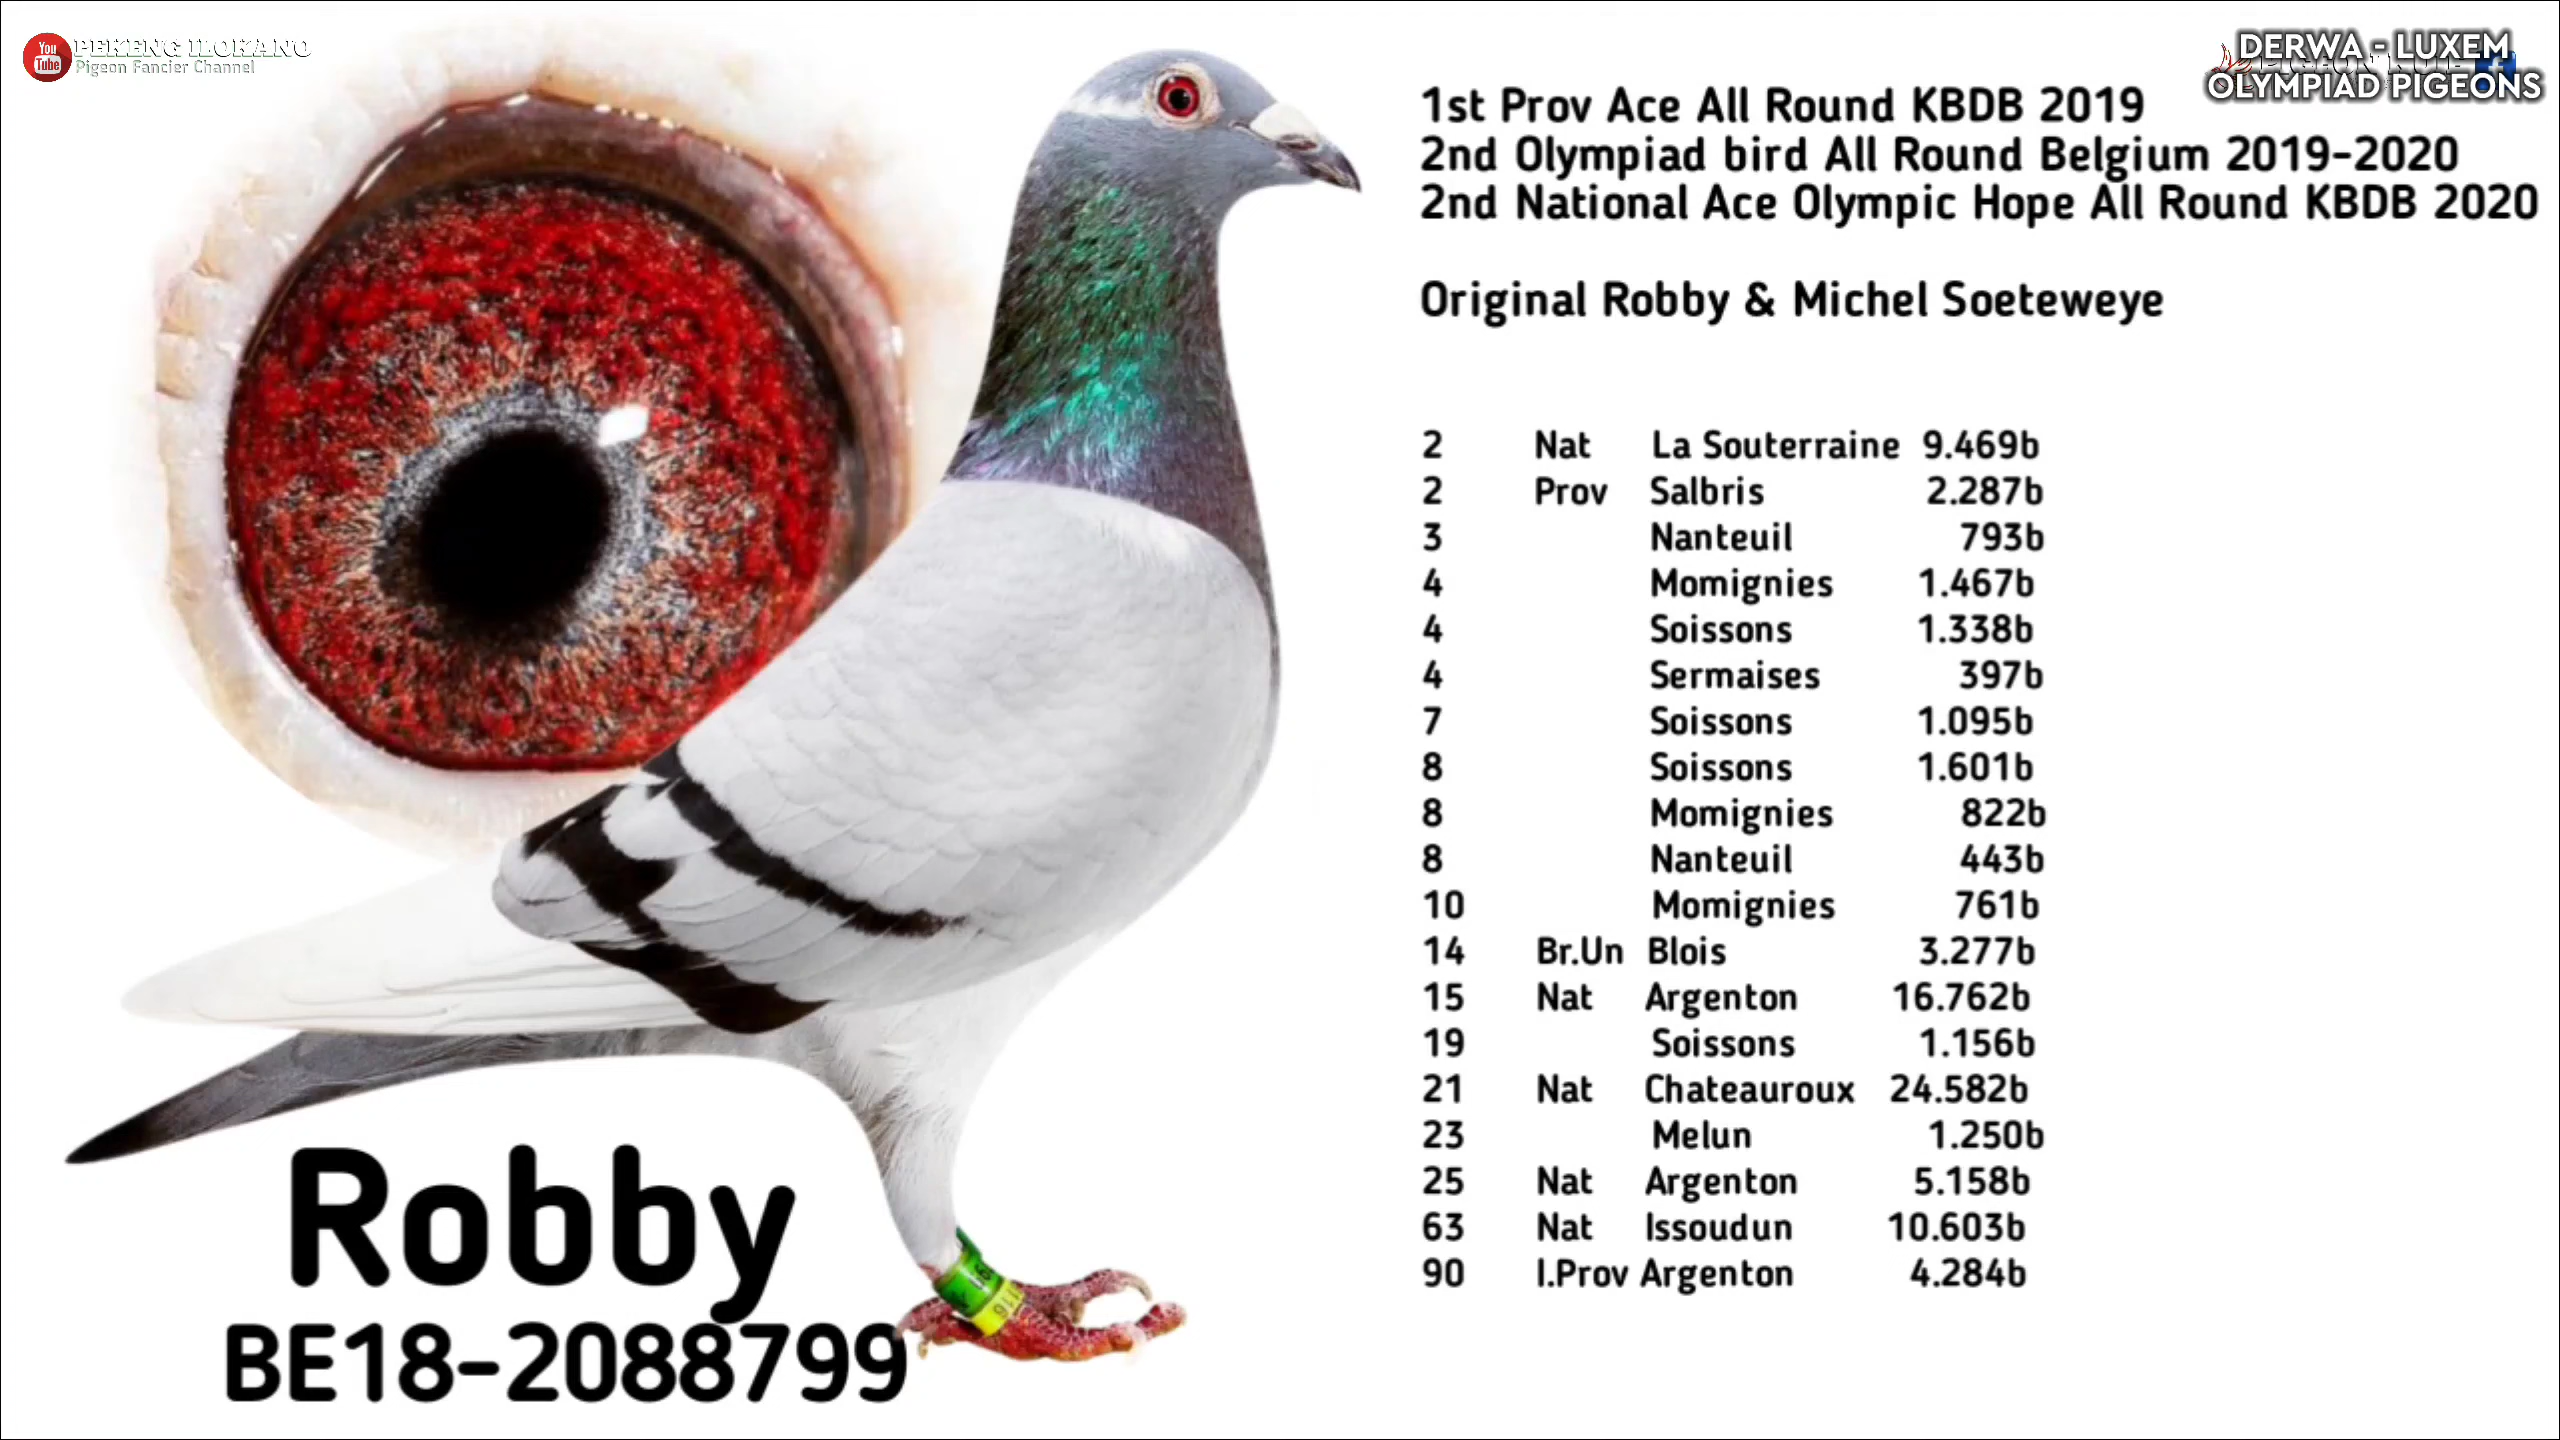 You
Tube
PEKENG ILOKANO
Pigeon Fancier Channel
DERWA - LUXEM
OLYMPIAD PIGEONS
1st Prov Ace All Round KBDB 2019
2nd Olympiad bird All Round Belgium 2019-2020
2nd National Ace Olympic Hope All Round KBDB 2020
Original Robby & Michel Soeteweye
2 Nat La Souterraine 9.469b
2 Prov Salbris 2.287b
3 Nanteuil 793b
4 Momignies 1.467b
4 Soissons 1.338b
4 Sermaises 397b
7 Soissons 1.095b
8 Soissons 1.601b
8 Momignies 822b
8 Nanteuil 443b
10 Momignies 761b
14 Br.Un Blois 3.277b
15 Nat Argenton 16.762b
19 Soissons 1.156b
21 Nat Chateauroux 24.582b
23 Melun 1.250b
25 Nat Argenton 5.158b
63 Nat Issoudun 10.603b
90 I.Prov Argenton 4.284b
Robby
BE18-2088799